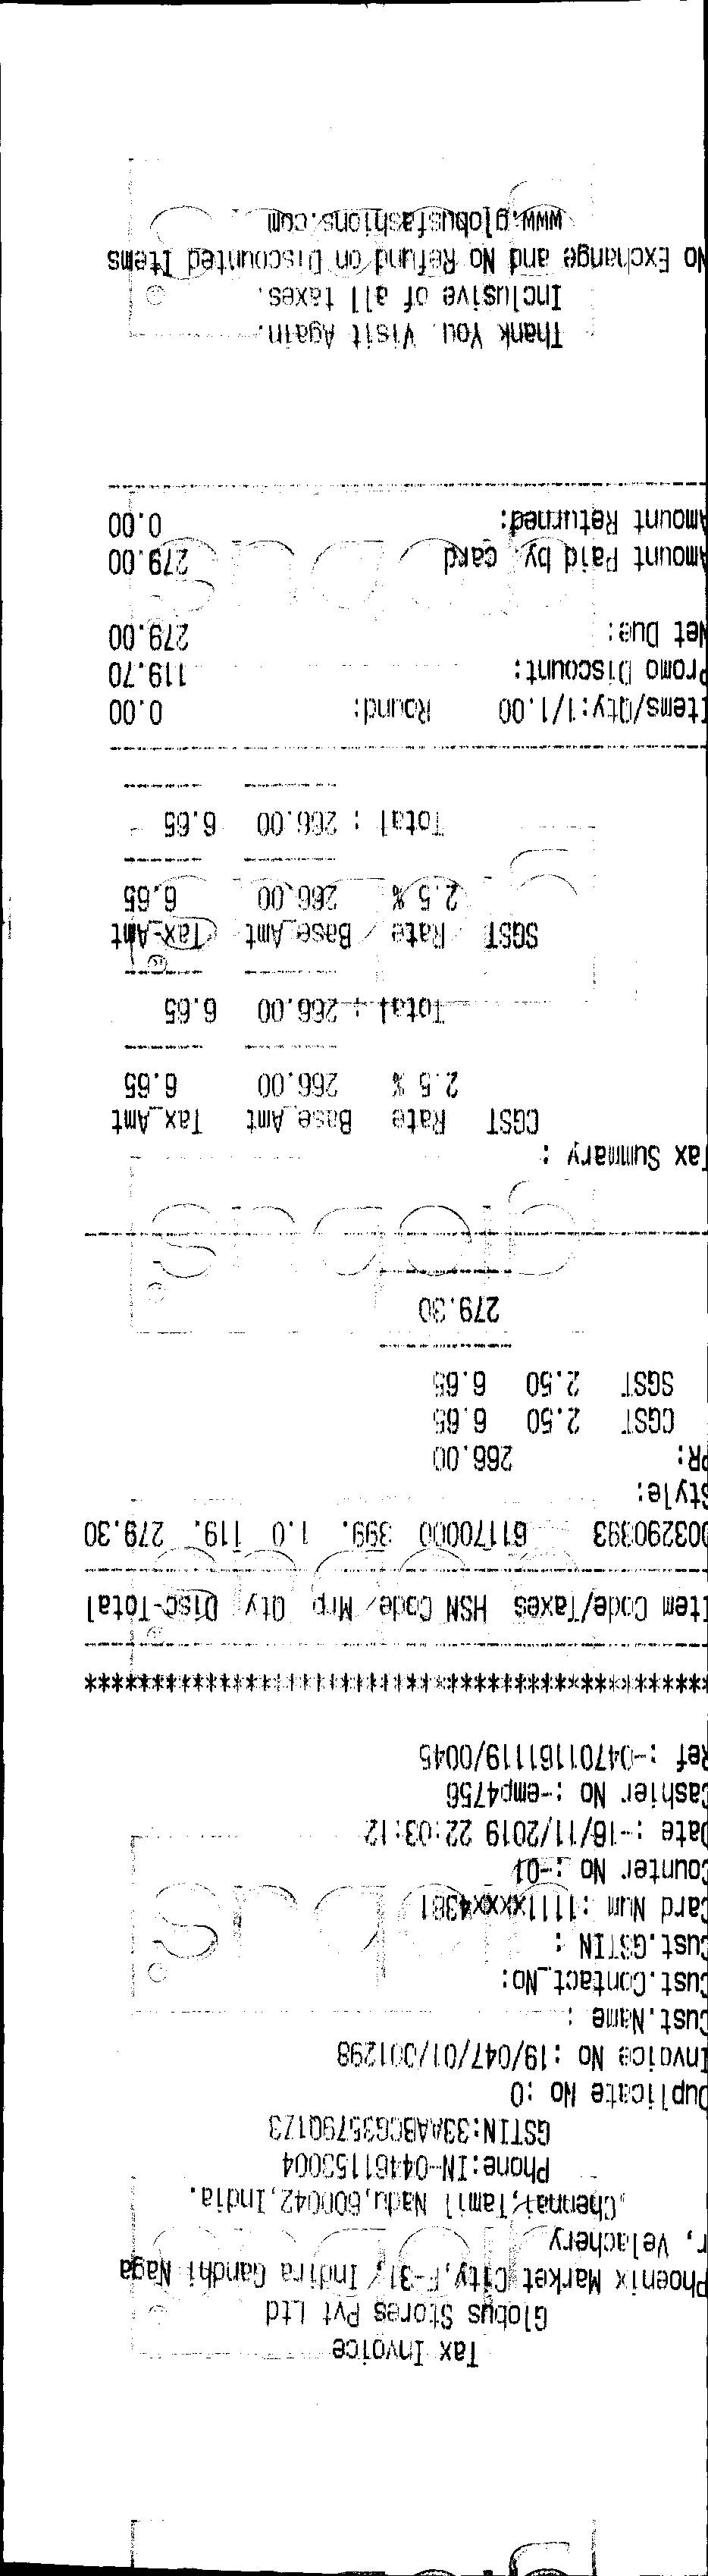 Tax Invoice
Globus Stores Pvt Ltd
Phoenix Market City,F-31, Indira Gandhi Naga
r, Velachery
,Chennai,Tamil Nadu,600042,India.
Phone:IN-04461153004
GSTIN:33AABCG3579Q1Z3
Duplicate No :0
Invoice No :19/047/01/001298
Cust.Name :
Cust.Contact_No:
Cust.GSTIN :
Card Num :1111xxxx4381
Counter No :-01
Date :-16/11/2019 22:03:12
Cashier No :-emp4756
Ref :-04701161119/0045
***********************************************
Item Code/Taxes HSN Code Mrp Qty Disc-Total
003290393 61170000 399. 1.0 119. 279.30
Style:
PR: 266.00
CGST 2.50 6.65
SGST 2.50 6.65
279.30
globus
Tax Summary :
CGST Rate Base_Amt Tax_Amt
2.5 % 266.00 6.65
Total : 266.00 6.65
SGST Rate Base_Amt Tax_Amt
2.5 % 266.00 6.65
Total : 266.00 6.65
Items/Qty:1/1.00 Round: 0.00
Promo Discount: 119.70
Net Due: 279.00
Amount Paid by card 279.00
Amount Returned: 0.00
Thank You. Visit Again.
Inclusive of all taxes.
No Exchange and No Refund on Discounted Items
www.globusfashions.com